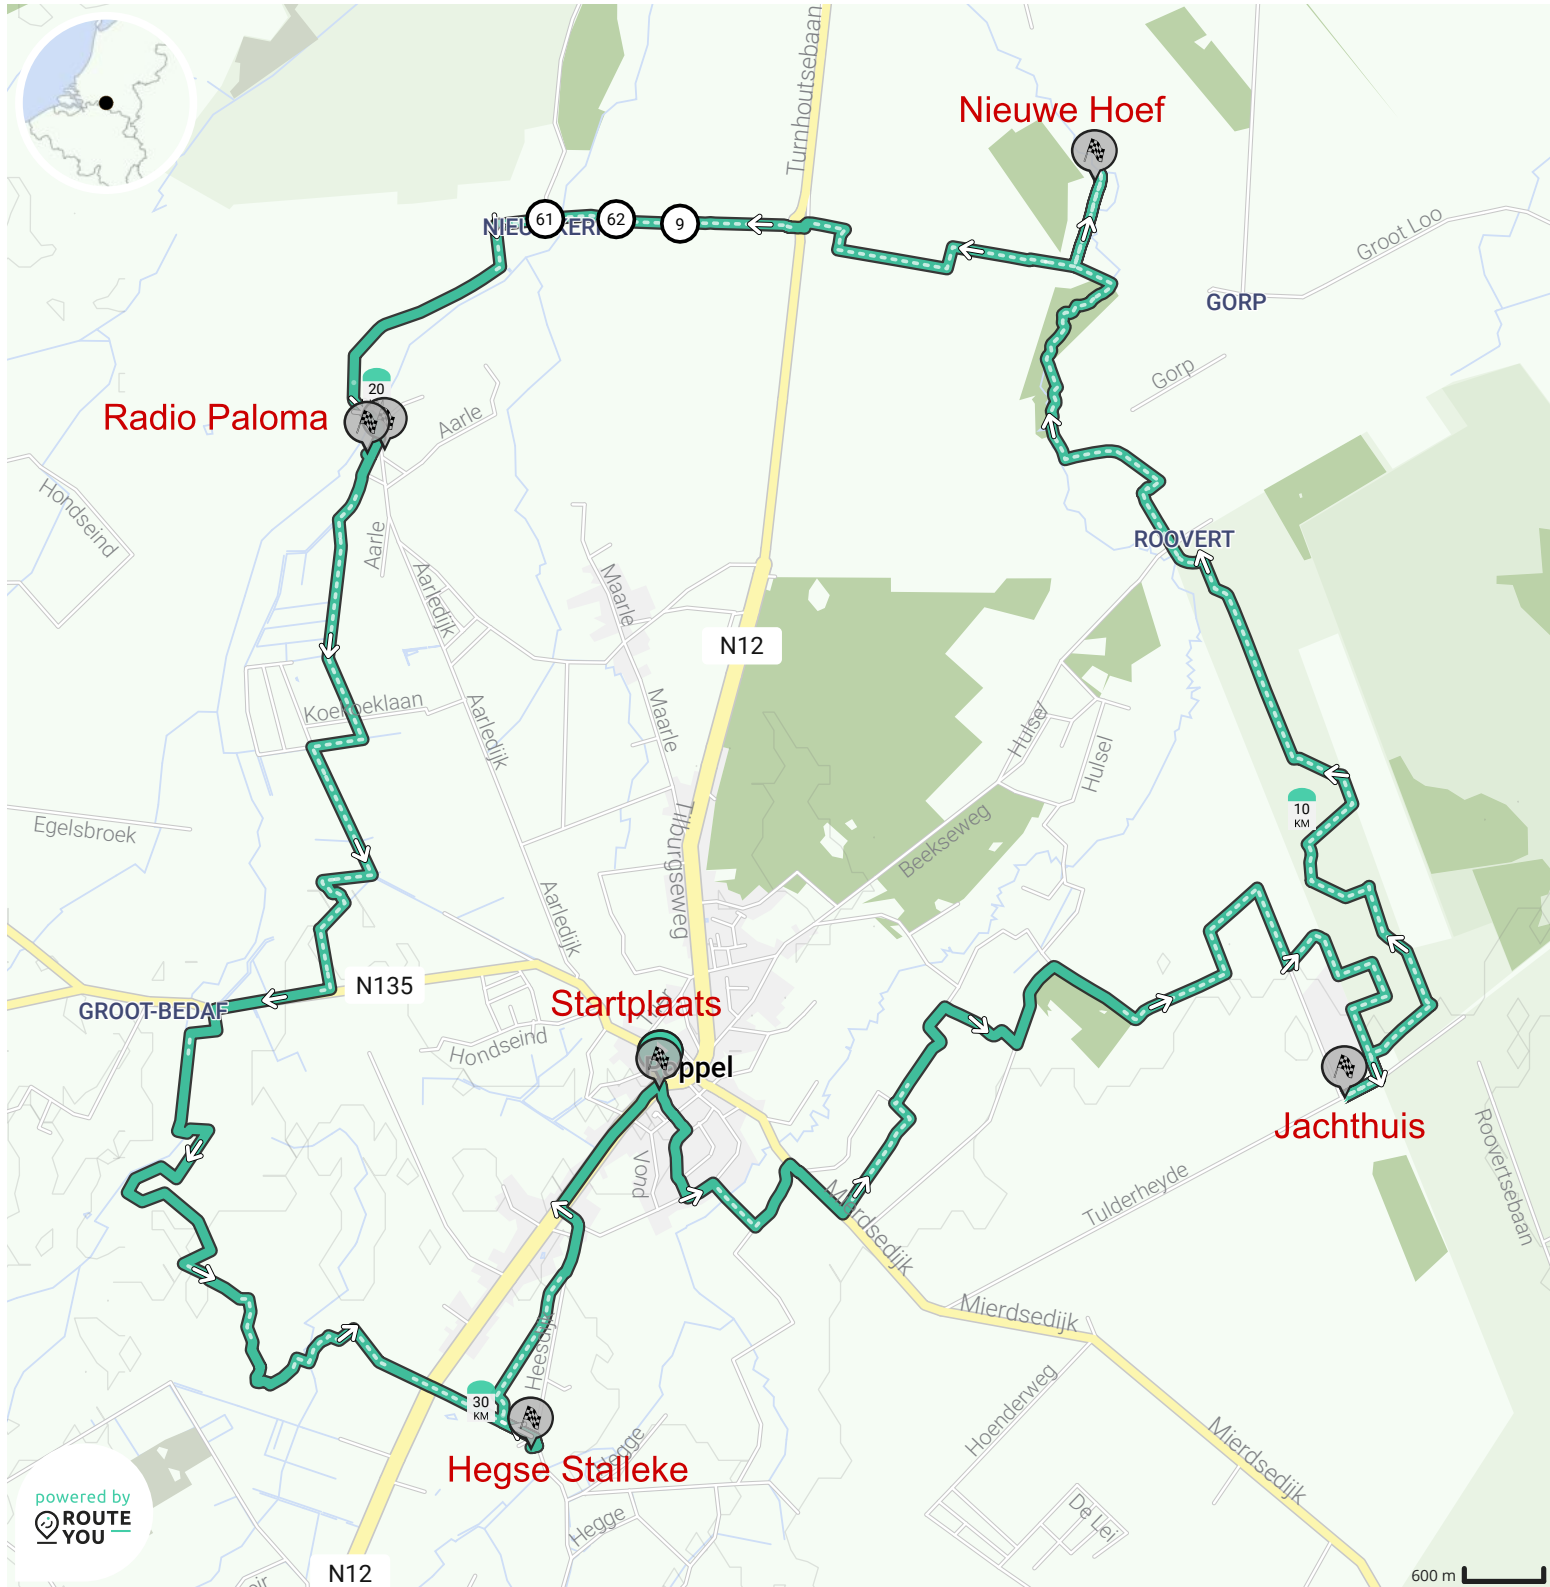 Turnhoutsebaan
Nieuwe Hoef
61
62
9
Groot Loo
GORP
Gorp
20
Radio Paloma
Aarle
Hondseind
Aarle
ROOVERT
Aarledijk
Maarle
N12
Koekoeklaan
Aarledijk
Maarle
Hulsel
Hulsel
10
KM
Egelsbroek
Tilburgseweg
Beekseweg
Aarledijk
N135
GROOT-BEDAF
Startplaats
Hondseind
Poppel
Jachthuis
Vond
Mierdsedijk
Tulderheyde
Roovertsebaan
Mierdsedijk
Heesdijk
30
KM
Hoenderweg
Hegge
Hegse Stalleke
Mierdsedijk
De Lei
Hegge
powered by
ROUTE
YOU
N12
600 m